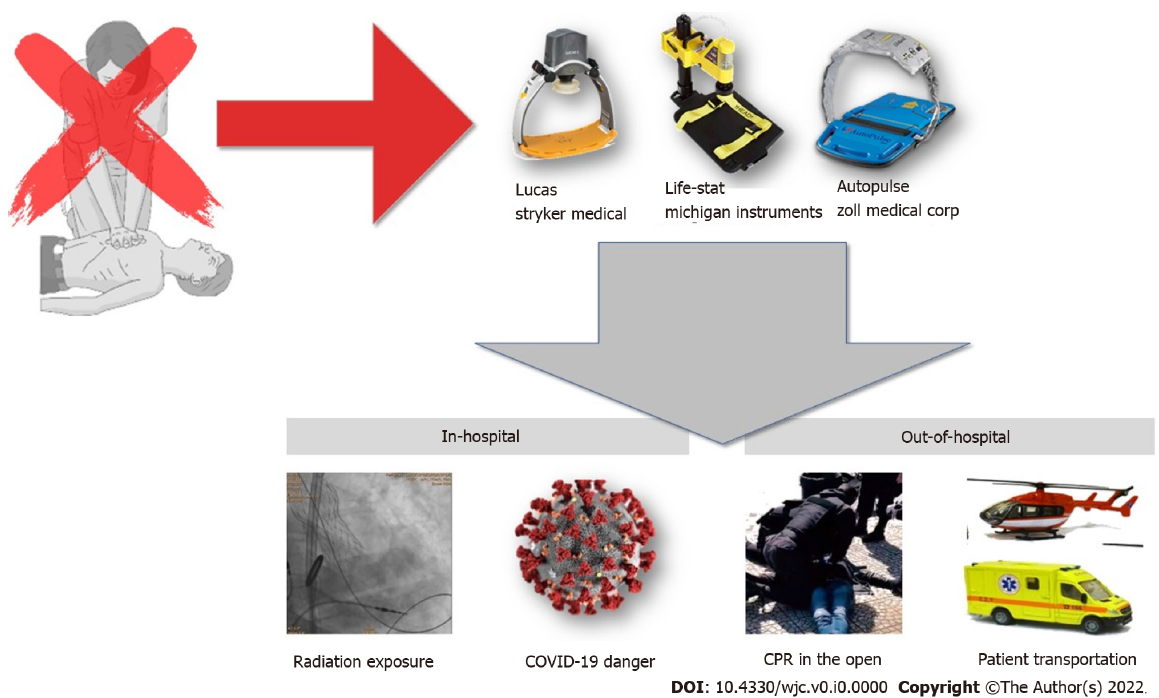 Lucas
stryker medical
Life-stat
michigan instruments
Autopulse
zoll medical corp
In-hospital
Out-of-hospital
Radiation exposure
COVID-19 danger
CPR in the open
Patient transportation
DOI: 10.4330/wjc.v0.i0.0000 Copyright ©The Author(s) 2022.